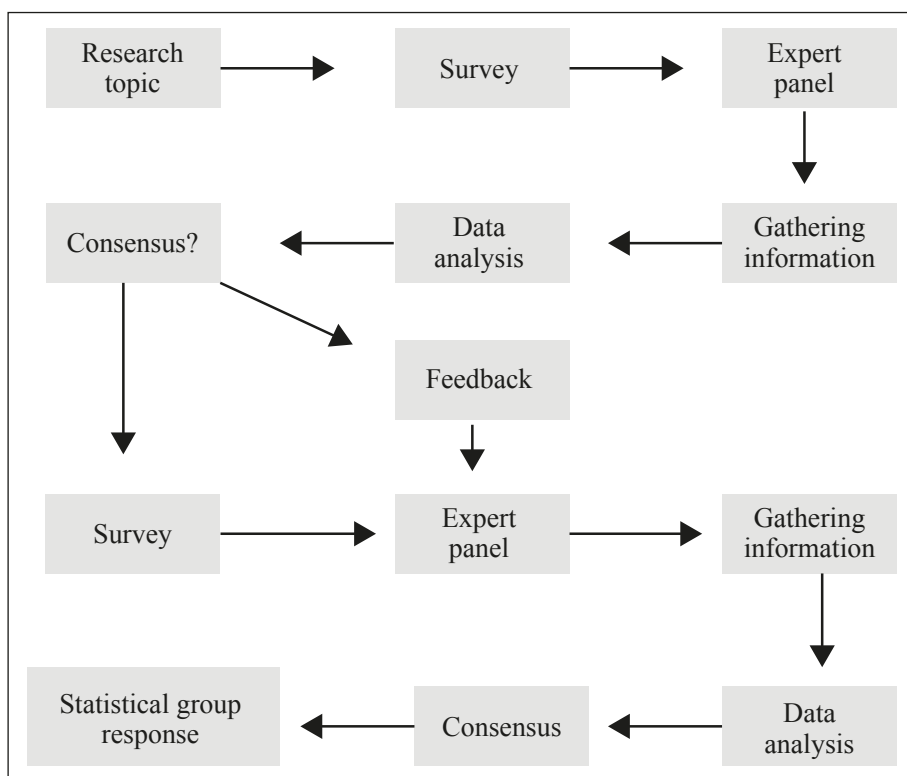 Research
topic
Survey
Expert
panel
Consensus?
Data
analysis
Gathering
information
Feedback
Survey
Expert
panel
Gathering
information
Statistical group
response
Consensus
Data
analysis